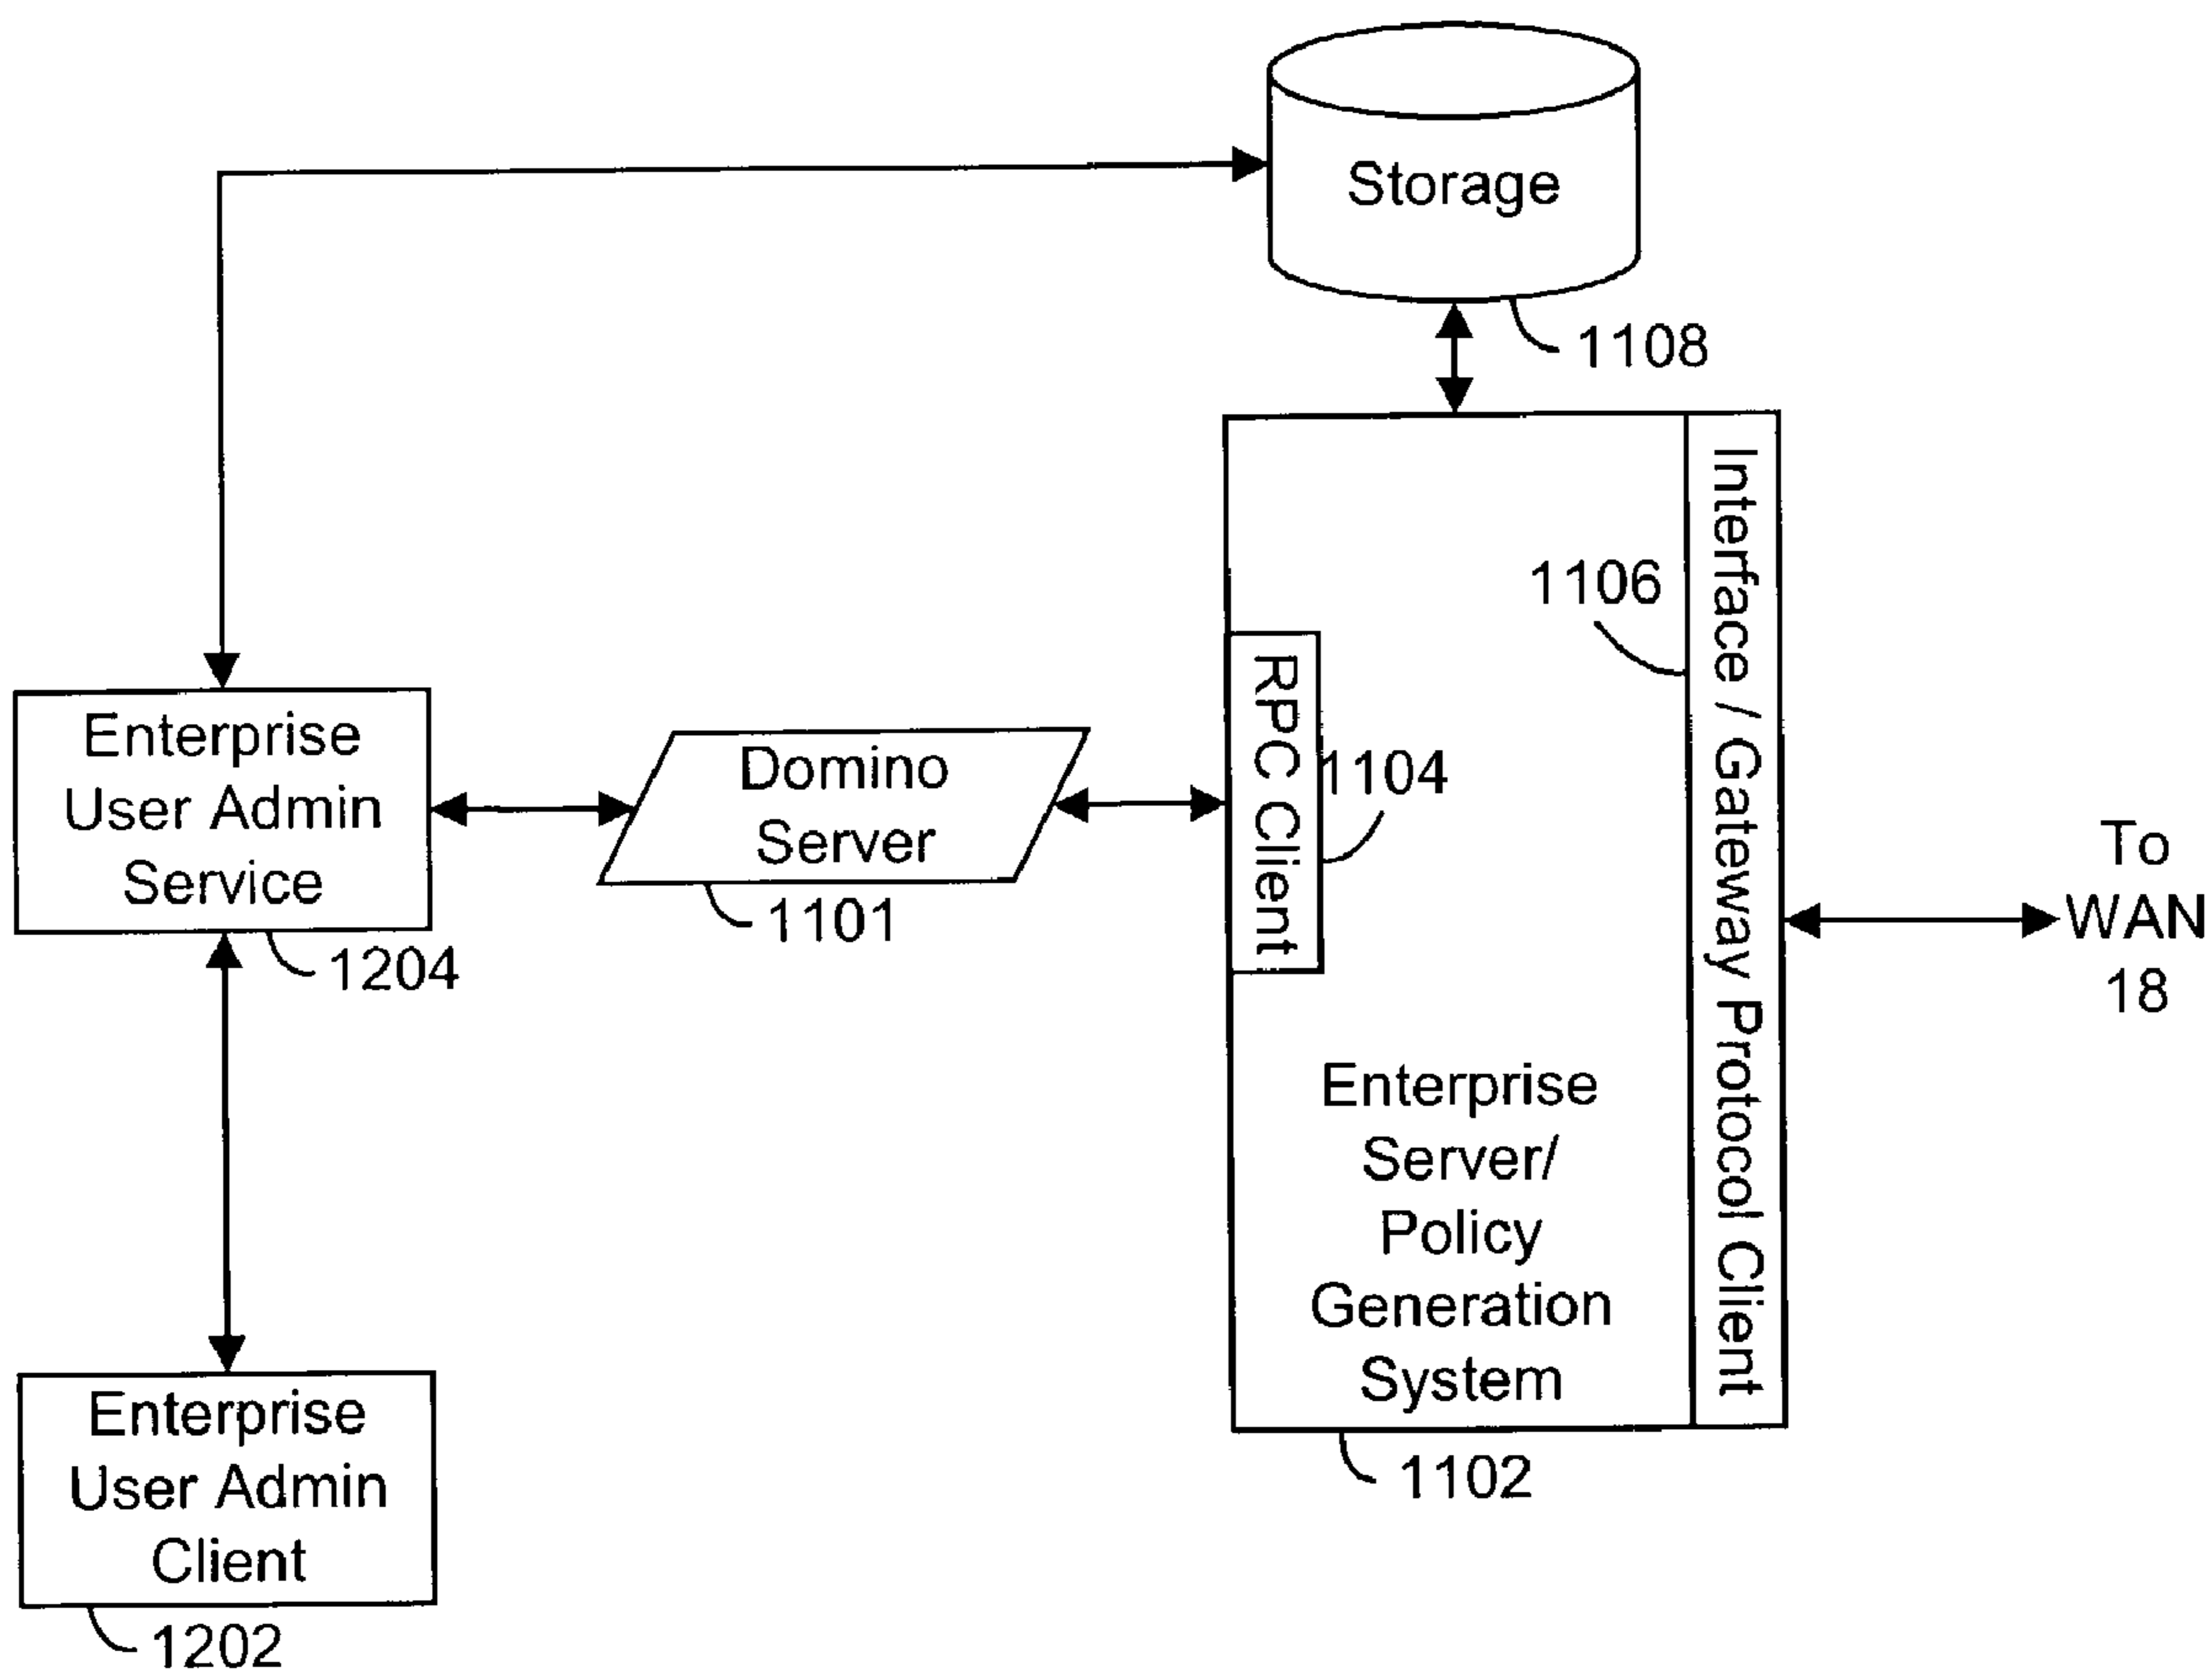 Storage
1108
1106
Interface / Gateway Protocol Client
RPC Client
1104
Enterprise
User Admin
Service
1204
Domino
Server
1101
To
WAN
18
Enterprise
Server/
Policy
Generation
System
1102
Enterprise
User Admin
Client
1202